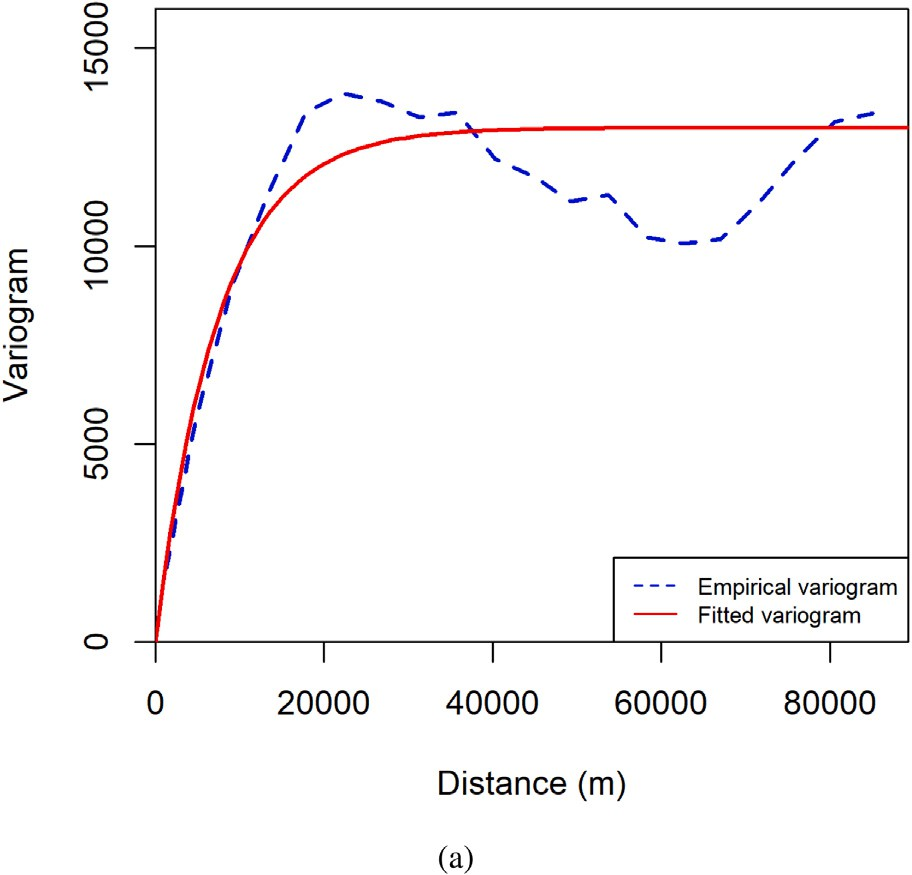 15000
10000
5000
0
Variogram
Empirical variogram
Fitted variogram
0 20000 40000 60000 80000
Distance (m)
(a)